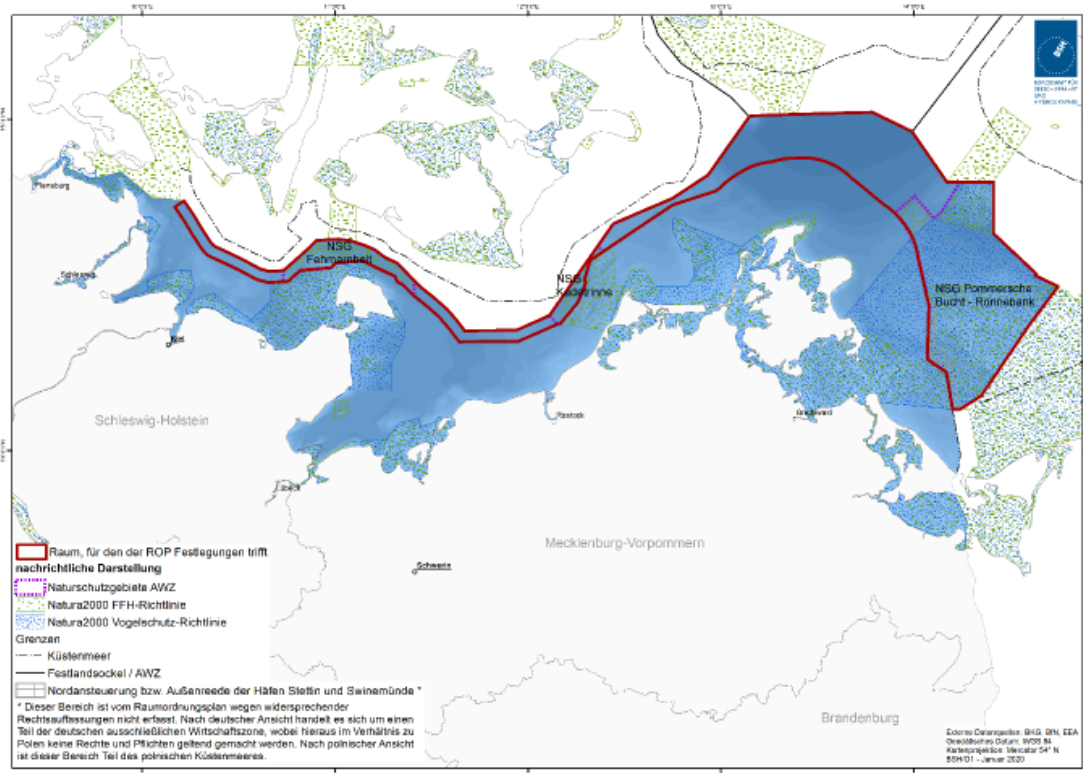 BSH
Flensburg
Schleswig
Kiel
NSG
Fehmarnbelt
NSG
Kadetrinne
NSG Pommersche
Bucht - Rönnebank
Schleswig-Holstein
Rostock
Greifswald
Lübeck
Mecklenburg-Vorpommern
Schwerin
Brandenburg
Raum, für den der ROP Festlegungen trifft
nachrichtliche Darstellung
Naturschutzgebiete AWZ
Natura2000 FFH-Richtlinie
Natura2000 Vogelschutz-Richtlinie
Grenzen
Küstenmeer
Festlandsockel / AWZ
Nordansteuerung bzw. Außenreede der Häfen Stettin und Swinemünde *
* Dieser Bereich ist vom Raumordnungsplan wegen widersprechender
Rechtsauffassungen nicht erfasst. Nach deutscher Ansicht handelt es sich um einen
Teil der deutschen ausschließlichen Wirtschaftszone, wobei hieraus im Verhältnis zu
Polen keine Rechte und Pflichten geltend gemacht werden. Nach polnischer Ansicht
ist dieser Bereich Teil des polnischen Küstenmeeres.
Externe Datenquellen: BKG, BfN, EEA
Geodätisches Datum: WGS 84
Kartenprojektion: Mercator 54° N
BSH/O1 - Januar 2020